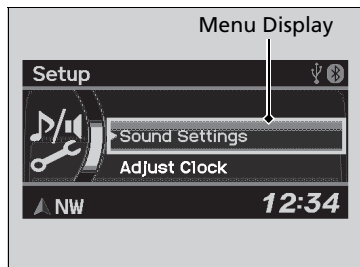 Menu Display
Setup
Sound Settings
Adjust Clock
NW
12:34